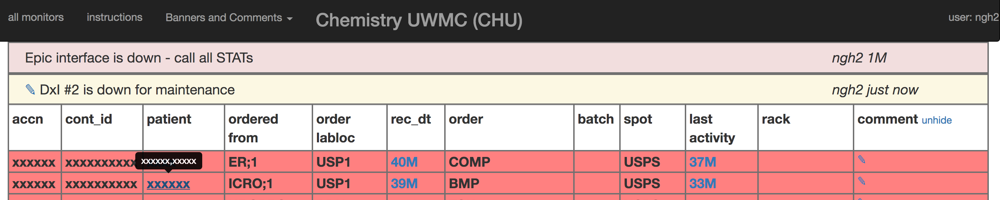 all monitors instructions Banners and Comments Chemistry UWMC (CHU) user: ngh2
Epic interface is down - call all STATs ngh2 1M
DxI #2 is down for maintenance ngh2 just now
accn cont_id patient ordered from order labloc rec_dt order batch spot last activity rack comment unhide
xxxxxx xxxxxxxxxx xxxxxx,xxxxx ER;1 USP1 40M COMP USPS 37M
xxxxxx xxxxxxxxxx xxxxxx ICRO;1 USP1 39M BMP USPS 33M